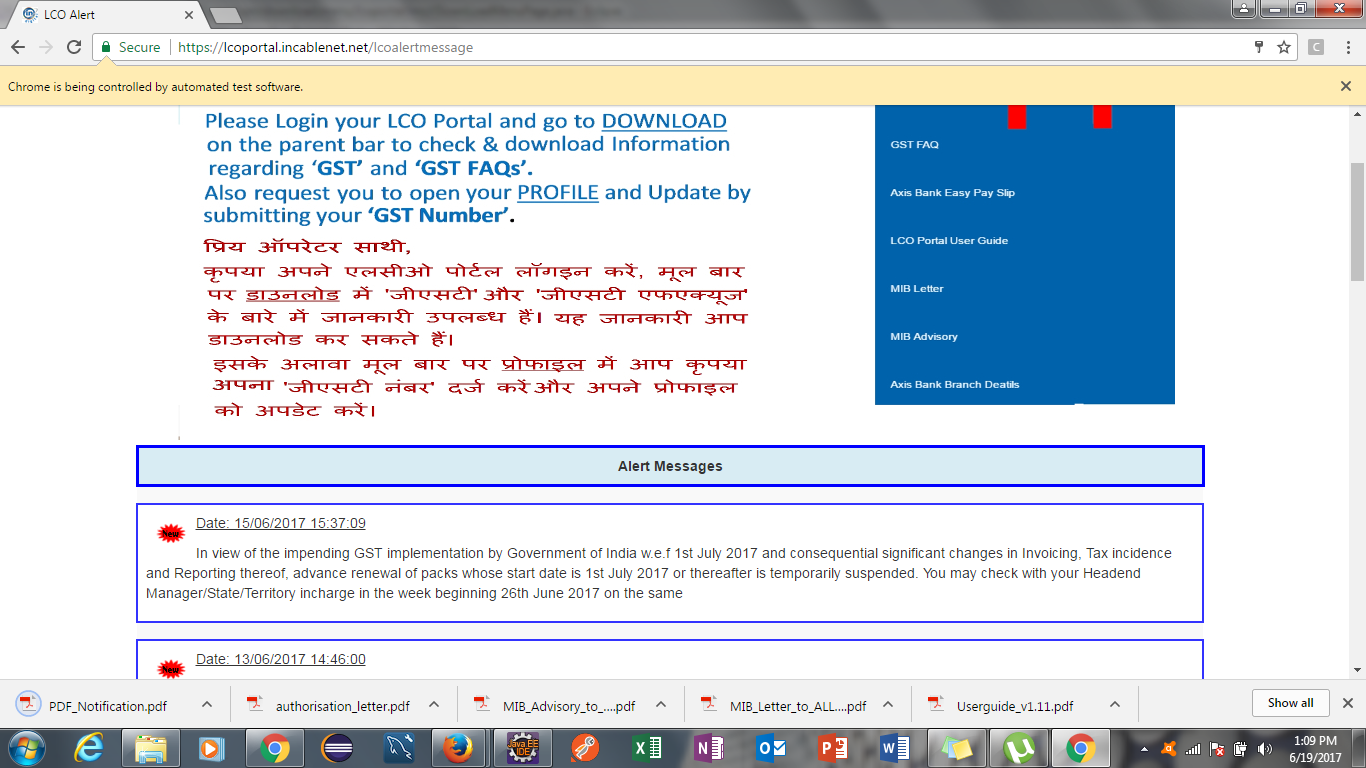 LCO Alert
Secure
https://lcoportal.incablenet.net/lcoalertmessage
C
Chrome is being controlled by automated test software.
Please Login your LCO Portal and go to DOWNLOAD
on the parent bar to check & download Information
regarding ‘GST’ and ‘GST FAQs’.
Also request you to open your PROFILE and Update by
submitting your ‘GST Number’.
प्रिय ऑपरेटर साथी,
कृपया अपने एलसीओ पोर्टल लॉगइन करें, मूल बार
पर डाउनलोड में 'जीएसटी' और 'जीएसटी एफएक्यूज'
के बारे में जानकारी उपलब्ध हैं। यह जानकारी आप
डाउनलोड कर सकते हैं।
इसके अलावा मूल बार पर प्रोफाइल में आप कृपया
अपना 'जीएसटी नंबर' दर्ज करें और अपने प्रोफाइल
को अपडेट करें।
GST FAQ
Axis Bank Easy Pay Slip
LCO Portal User Guide
MIB Letter
MIB Advisory
Axis Bank Branch Deatils
Alert Messages
New
Date: 15/06/2017 15:37:09
In view of the impending GST implementation by Government of India w.e.f 1st July 2017 and consequential significant changes in Invoicing, Tax incidence
and Reporting thereof, advance renewal of packs whose start date is 1st July 2017 or thereafter is temporarily suspended. You may check with your Headend
Manager/State/Territory incharge in the week beginning 26th June 2017 on the same
New
Date: 13/06/2017 14:46:00
PDF_Notification.pdf
authorisation_letter.pdf
MIB_Advisory_to_....pdf
MIB_Letter_to_ALL....pdf
Userguide_v1.11.pdf
Show all
Java EE
IDE
1:09 PM
6/19/2017